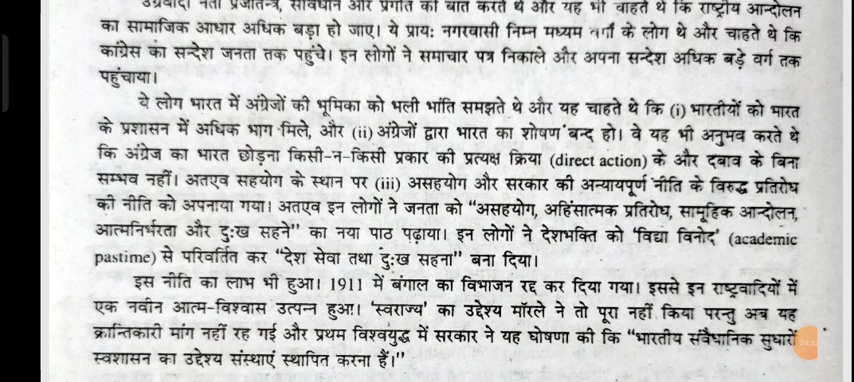 उग्रवादी नेता प्रजातन्त्र, संविधान और प्रगति की बात करते थे और यह भी चाहते थे कि राष्ट्रीय आन्दोलन
का सामाजिक आधार अधिक बड़ा हो जाए। ये प्राय: नगरवासी निम्न मध्यम वर्गों के लोग थे और चाहते थे कि
कांग्रेस का सन्देश जनता तक पहुंचे। इन लोगों ने समाचार पत्र निकाले और अपना सन्देश अधिक बड़े वर्ग तक
पहुंचाया।
ये लोग भारत में अंग्रेजों की भूमिका को भली भांति समझते थे और यह चाहते थे कि (i) भारतीयों को भारत
के प्रशासन में अधिक भाग मिले, और (ii) अंग्रेजों द्वारा भारत का शोषण बन्द हो। वे यह भी अनुभव करते थे
कि अंग्रेज का भारत छोड़ना किसी-न-किसी प्रकार की प्रत्यक्ष क्रिया (direct action) के और दबाव के बिना
सम्भव नहीं। अतएव सहयोग के स्थान पर (iii) असहयोग और सरकार की अन्यायपूर्ण नीति के विरुद्ध प्रतिरोध
की नीति को अपनाया गया। अतएव इन लोगों ने जनता को “असहयोग, अहिंसात्मक प्रतिरोध, सामूहिक आन्दोलन,
आत्मनिर्भरता और दु:ख सहने” का नया पाठ पढ़ाया। इन लोगों ने देशभक्ति को ‘विद्या विनोद’ (academic
pastime) से परिवर्तित कर “देश सेवा तथा दु:ख सहना” बना दिया।
इस नीति का लाभ भी हुआ। 1911 में बंगाल का विभाजन रद्द कर दिया गया। इससे इन राष्ट्रवादियों में
एक नवीन आत्म-विश्वास उत्पन्न हुआ। ‘स्वराज्य’ का उद्देश्य मॉरले ने तो पूरा नहीं किया परन्तु अब यह
क्रान्तिकारी मांग नहीं रह गई और प्रथम विश्वयुद्ध में सरकार ने यह घोषणा की कि “भारतीय संवैधानिक सुधारों
स्वशासन का उद्देश्य संस्थाएं स्थापित करना हैं।”